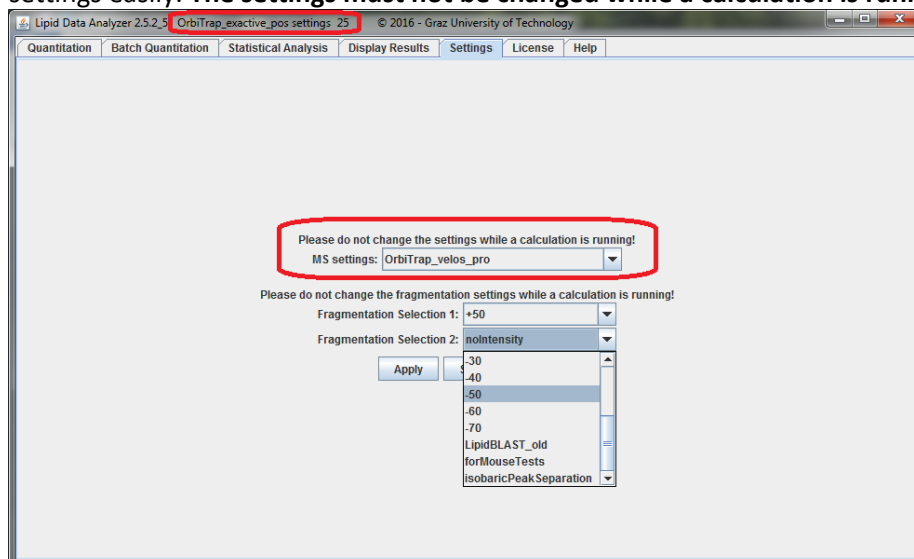 settings easily. The settings must not be changed while a calculation is
Lipid Data Analyzer 2.5.2_5 OrbiTrap_exactive_pos settings 25 © 2016 - Graz University of Technology
Quantitation Batch Quantitation Statistical Analysis Display Results Settings License Help
Please do not change the settings while a calculation is running!
MS settings: OrbiTrap_velos_pro
Please do not change the fragmentation settings while a calculation is running!
Fragmentation Selection 1: +50
Fragmentation Selection 2: noIntensity
Apply
-30
-40
-50
-60
-70
LipidBLAST_old
forMouseTests
isobaricPeakSeparation